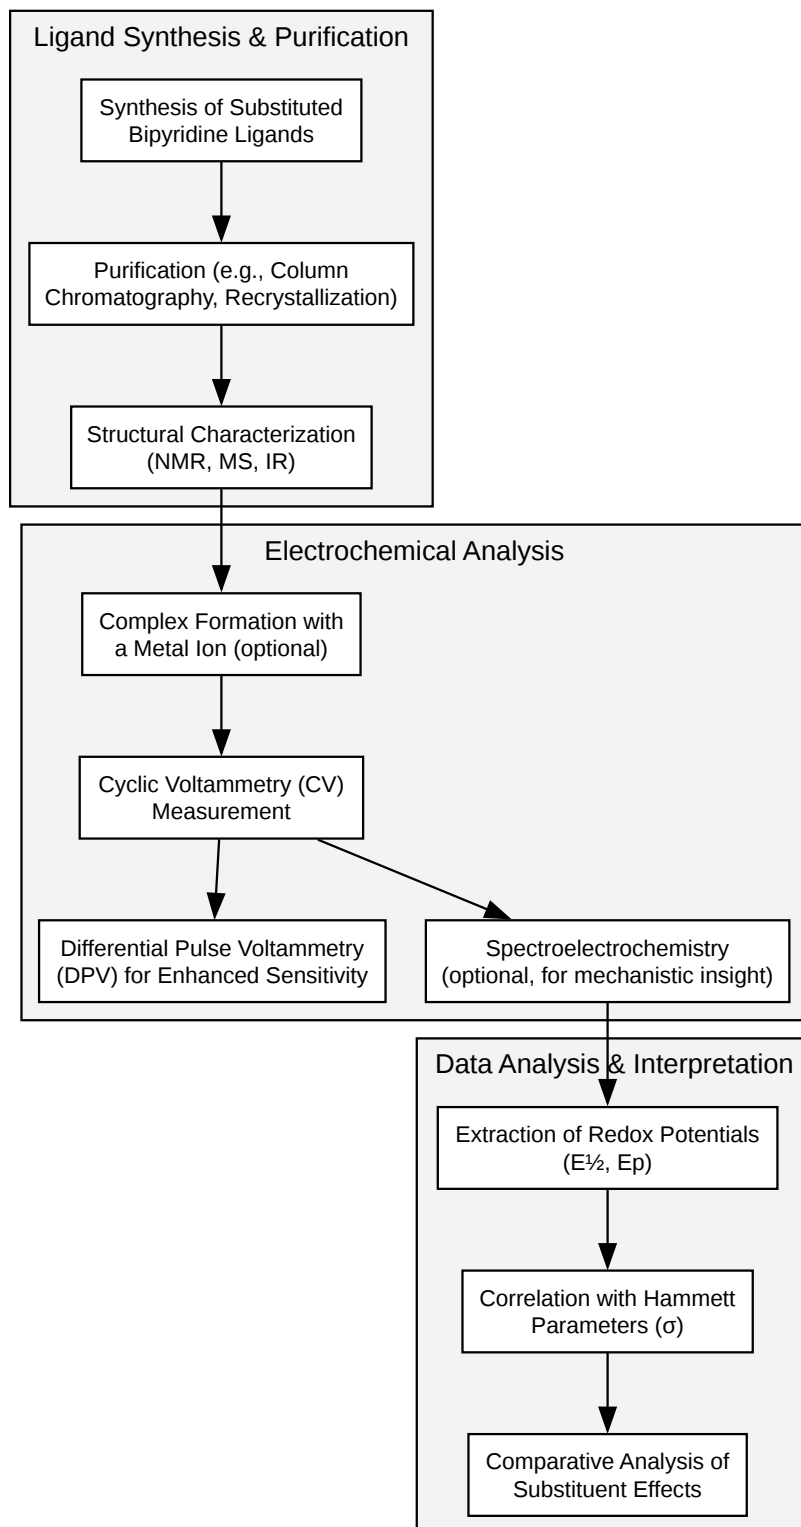 Ligand Synthesis & Purification
Synthesis of Substituted
Bipyridine Ligands
Purification (e.g., Column
Chromatography, Recrystallization)
Structural Characterization
(NMR, MS, IR)
Electrochemical Analysis
Complex Formation with
a Metal Ion (optional)
Cyclic Voltammetry (CV)
Measurement
Differential Pulse Voltammetry
(DPV) for Enhanced Sensitivity
Spectroelectrochemistry
(optional, for mechanistic insight)
Data Analysis & Interpretation
Extraction of Redox Potentials
(E½, Ep)
Correlation with Hammett
Parameters (σ)
Comparative Analysis of
Substituent Effects